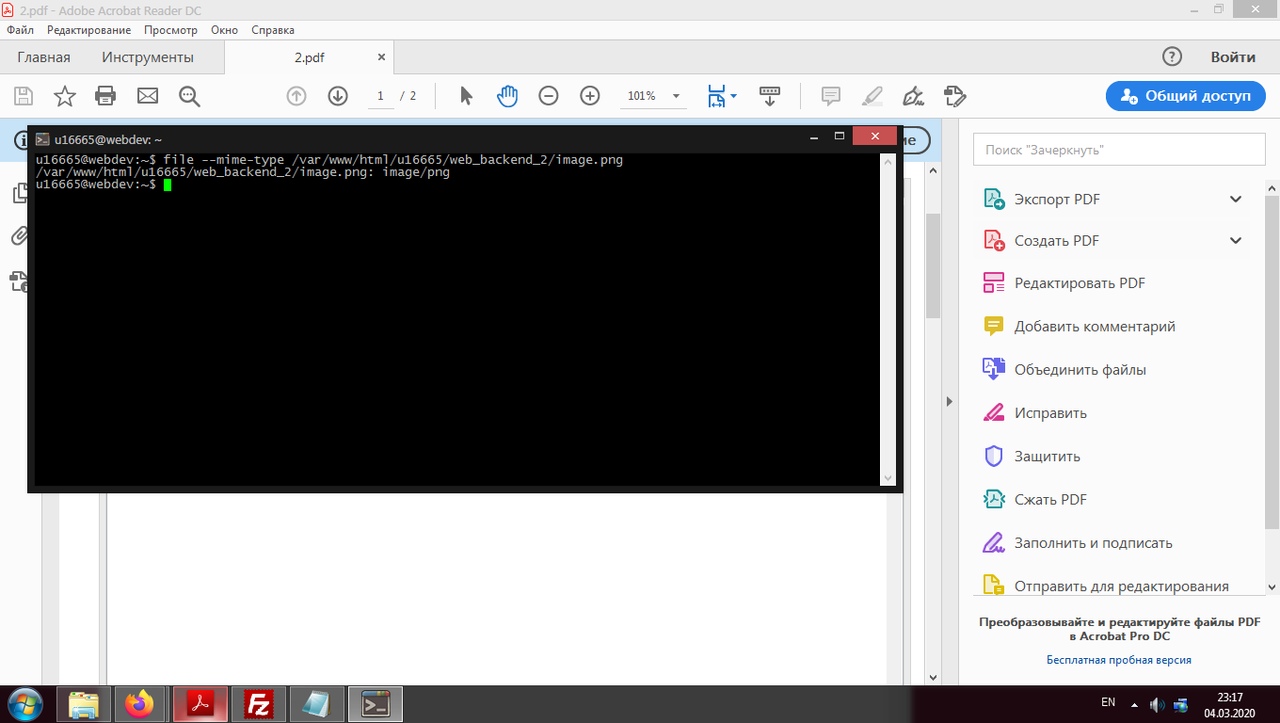 2.pdf - Adobe Acrobat Reader DC
Файл Редактирование Просмотр Окно Справка
Главная Инструменты 2.pdf Войти
1 / 2 101% Общий доступ
u16665@webdev: ~
u16665@webdev:~$ file --mime-type /var/www/html/u16665/web_backend_2/image.png
/var/www/html/u16665/web_backend_2/image.png: image/png
u16665@webdev:~$
Поиск "Зачеркнуть"
Экспорт PDF
Создать PDF
Редактировать PDF
Добавить комментарий
Объединить файлы
Исправить
Защитить
Сжать PDF
Заполнить и подписать
Отправить для редактирования
Преобразовывайте и редактируйте файлы PDF
в Acrobat Pro DC
Бесплатная пробная версия
EN 23:17
04.03.2020